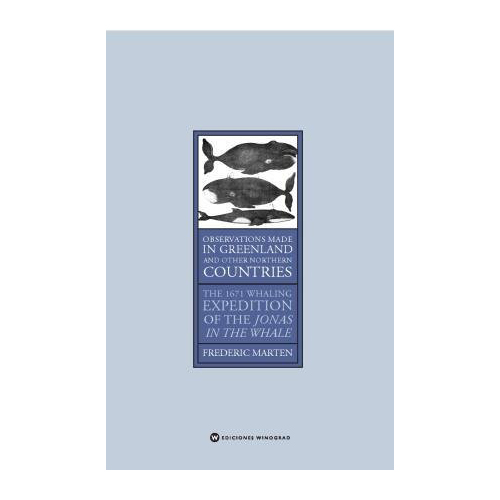 OBSERVATIONS MADE
IN GREENLAND
AND OTHER NORTHERN
COUNTRIES
THE 1671 WHALING
EXPEDITION
OF THE JONAS
IN THE WHALE
FREDERIC MARTEN
W EDICIONES WINOGRAD